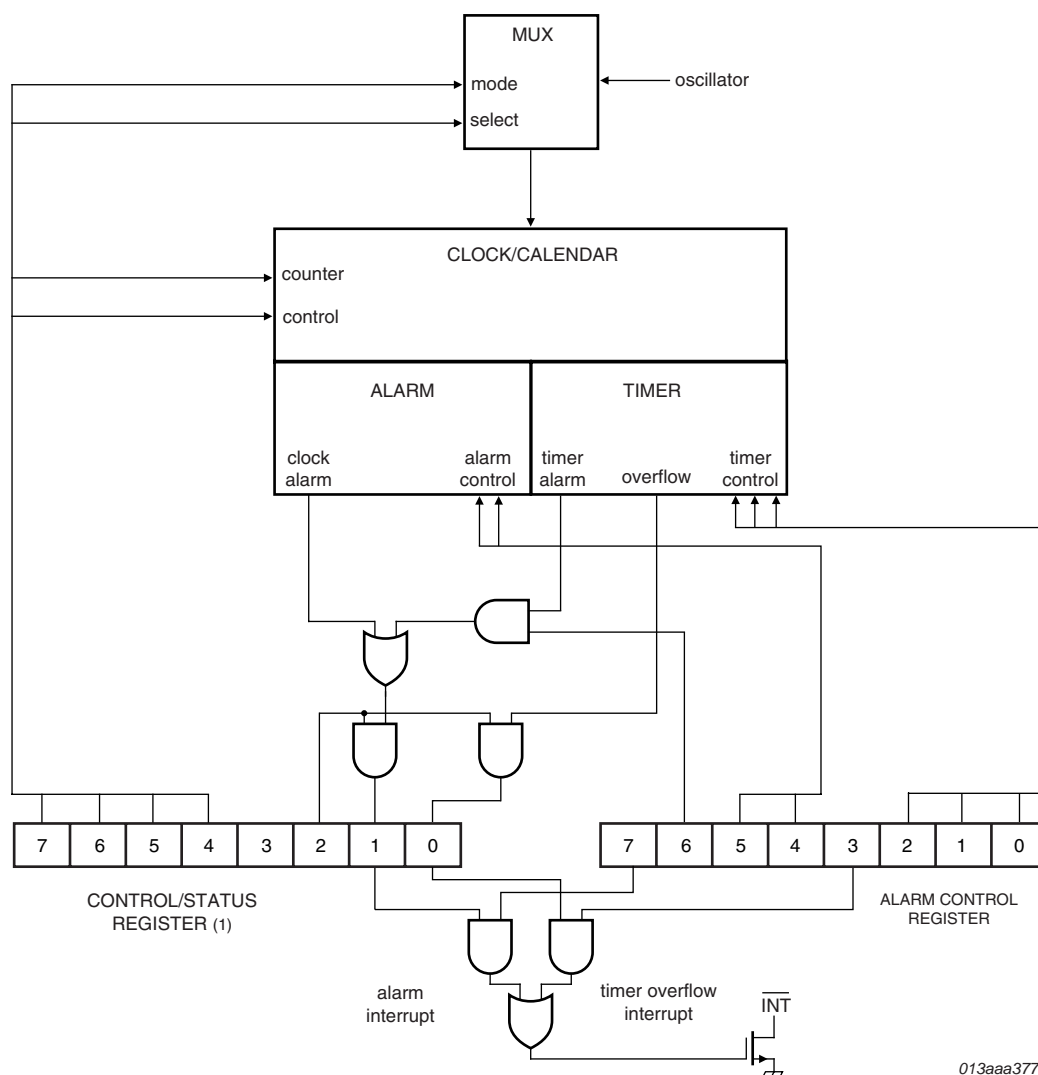 MUX
mode
oscillator
select
CLOCK/CALENDAR
counter
control
ALARM
TIMER
clock
alarm
alarm
control
timer
alarm
overflow
timer
control
7 6 5 4 3 2 1 0
7 6 5 4 3 2 1 0
CONTROL/STATUS
REGISTER (1)
ALARM CONTROL
REGISTER
alarm
interrupt
timer overflow
interrupt
INT
013aaa377